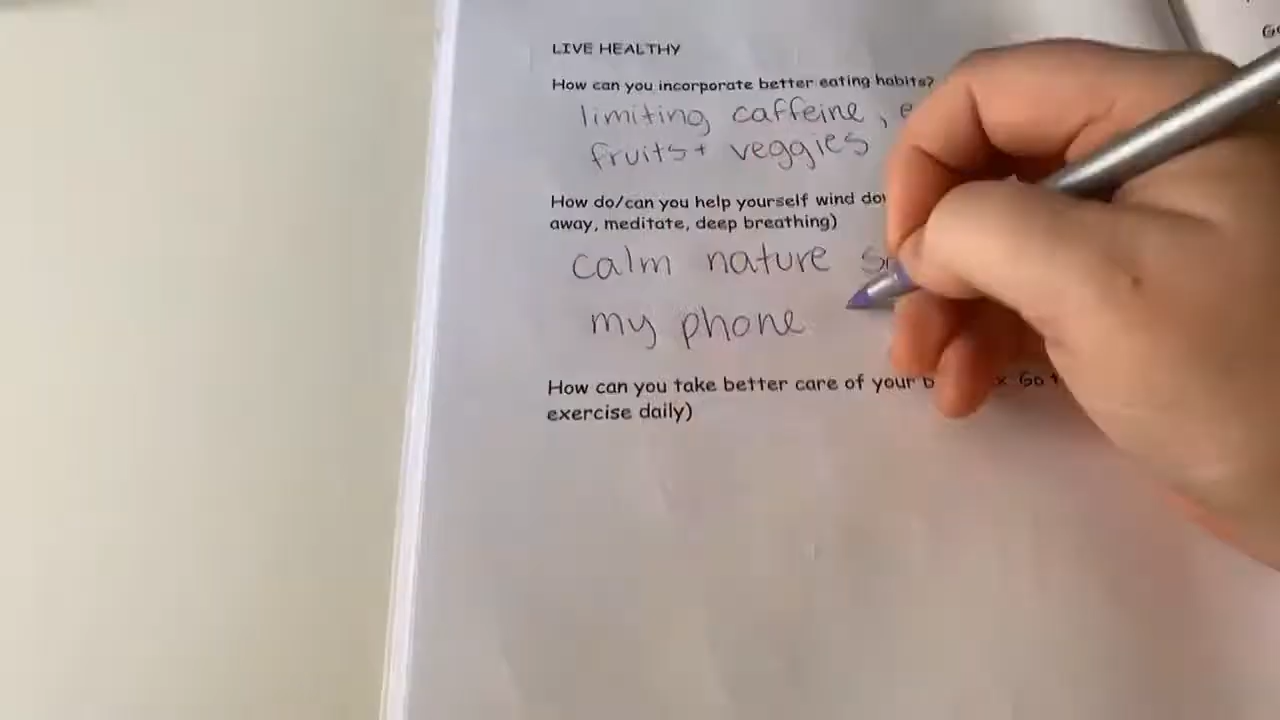 LIVE HEALTHY
How can you incorporate better eating habits?
limiting caffeine,
fruits + veggies
How do/can you help yourself wind
away, meditate, deep breathing)
calm nature
my phone
How can you take better care of your
exercise daily)